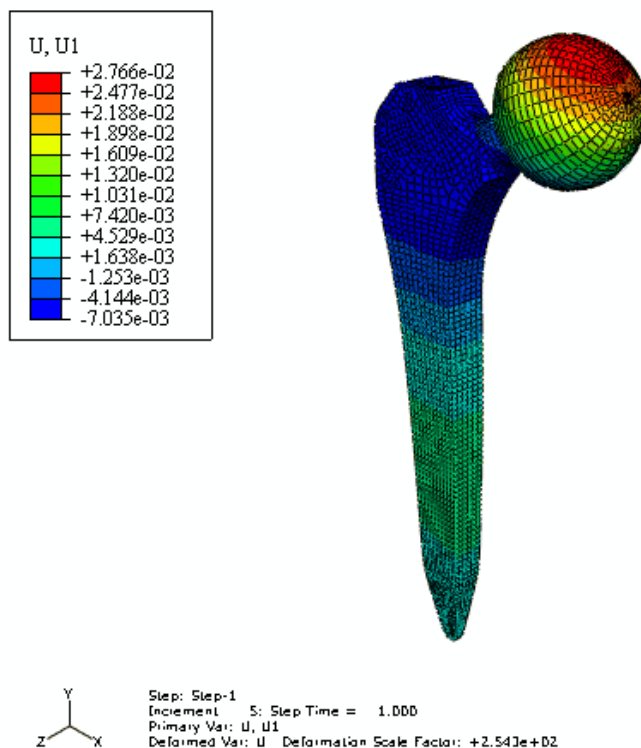 U, U1
+2.766e-02
+2.477e-02
+2.188e-02
+1.898e-02
+1.609e-02
+1.320e-02
+1.031e-02
+7.420e-03
+4.529e-03
+1.638e-03
-1.253e-03
-4.144e-03
-7.035e-03
Y
Z X
Step: Step-1
Increment 5: Step Time = 1.000
Primary Var: U, U1
Deformed Var: U Deformation Scale Factor: +2.543e+02